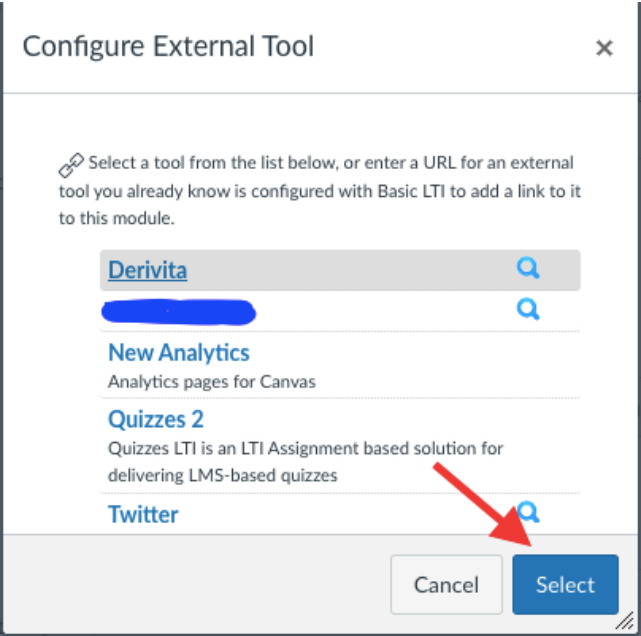 Configure External Tool
Select a tool from the list below, or enter a URL for an external
tool you already know is configured with Basic LTI to add a link to it
to this module.
Derivita
New Analytics
Analytics pages for Canvas
Quizzes 2
Quizzes LTI is an LTI Assignment based solution for
delivering LMS-based quizzes
Twitter
Cancel
Select